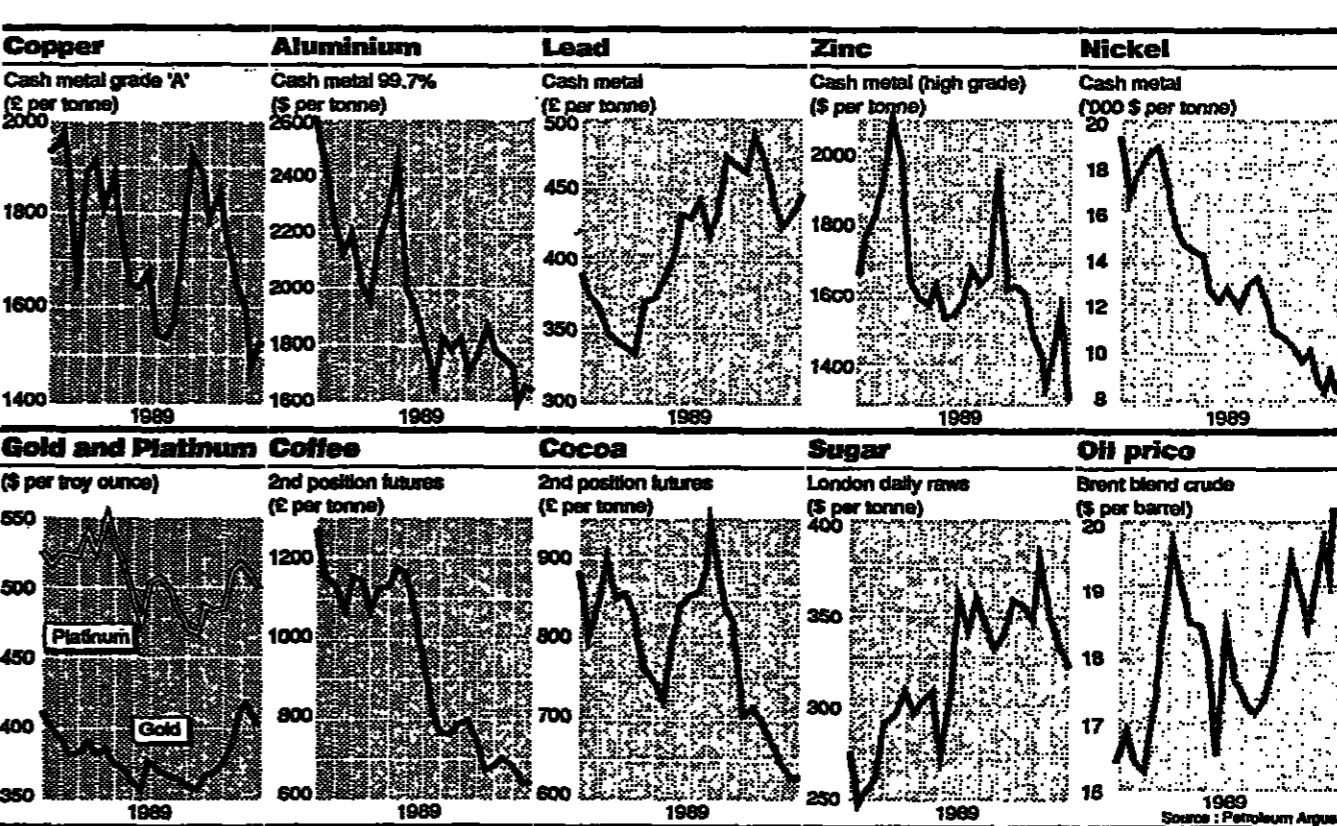 Copper
Cash metal grade 'A'
(£ per tonne)
2000
1800
1600
1400
1989
Aluminium
Cash metal 99.7%
($ per tonne)
2600
2400
2200
2000
1800
1600
1989
Lead
Cash metal
(£ per tonne)
500
450
400
350
300
1989
Zinc
Cash metal (high grade)
($ per tonne)
2000
1800
1600
1400
1989
Nickel
Cash metal
('000 $ per tonne)
20
18
16
14
12
10
8
1989
Gold and Platinum
($ per troy ounce)
550
500
450
400
350
Platinum
Gold
1989
Coffee
2nd position futures
(£ per tonne)
1200
1000
800
600
1989
Cocoa
2nd position futures
(£ per tonne)
900
800
700
600
1989
Sugar
London daily raws
($ per tonne)
400
350
300
250
1989
Oil price
Brent blend crude
($ per barrel)
20
19
18
17
16
1989
Source : Petroleum Argus